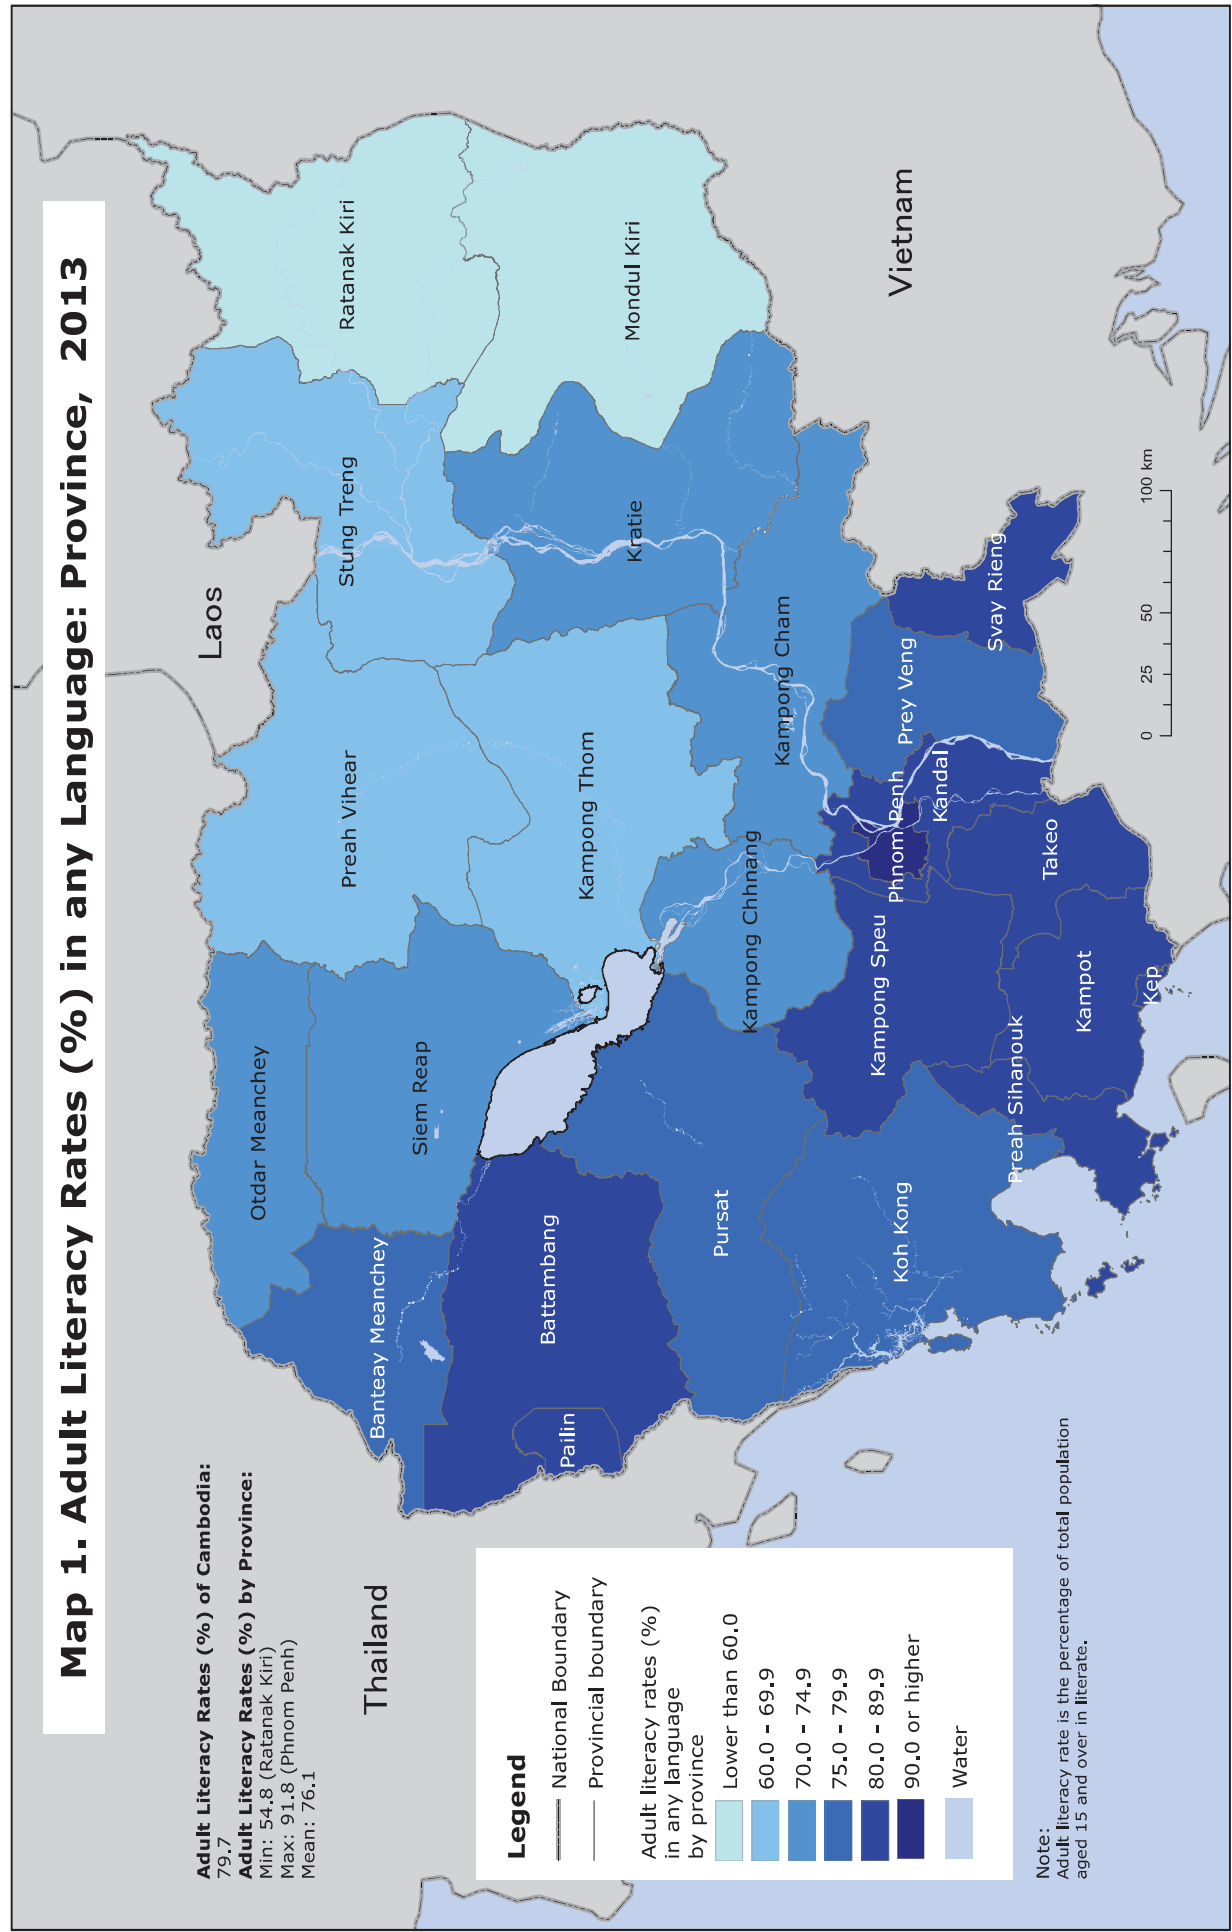 Map 1. Adult Literacy Rates (%) in any Language: Province, 2013
Adult Literacy Rates (%) of Cambodia:
79.7
Adult Literacy Rates (%) by Province:
Min: 54.8 (Ratanak Kiri)
Max: 91.8 (Phnom Penh)
Mean: 76.1
Thailand
Laos
Vietnam
Otdar Meanchey
Preah Vihear
Stung Treng
Ratanak Kiri
Banteay Meanchey
Siem Reap
Battambang
Pailin
Kampong Thom
Kratie
Mondul Kiri
Pursat
Kampong Chhnang
Kampong Cham
Koh Kong
Kampong Speu
Phnom Penh
Kandal
Prey Veng
Svay Rieng
Preah Sihanouk
Kampot
Takeo
Kep
Legend
National Boundary
Provincial boundary
Adult literacy rates (%)
in any language
by province
Lower than 60.0
60.0 - 69.9
70.0 - 74.9
75.0 - 79.9
80.0 - 89.9
90.0 or higher
Water
0 25 50 100 km
Note:
Adult literacy rate is the percentage of total population
aged 15 and over in literate.